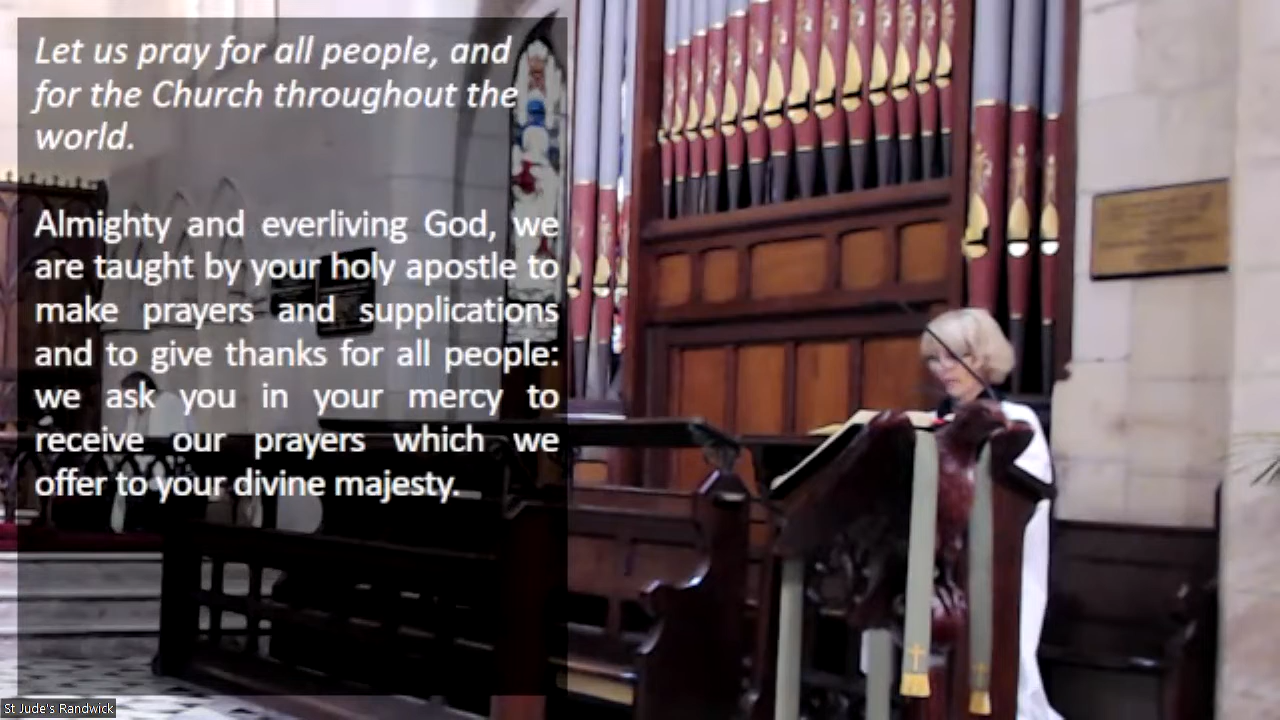 Let us pray for all people, and
for the Church throughout the
world.
Almighty and everliving God, we
are taught by your holy apostle to
make prayers and supplications
and to give thanks for all people:
we ask you in your mercy to
receive our prayers which we
offer to your divine majesty.
St Jude's Randwick